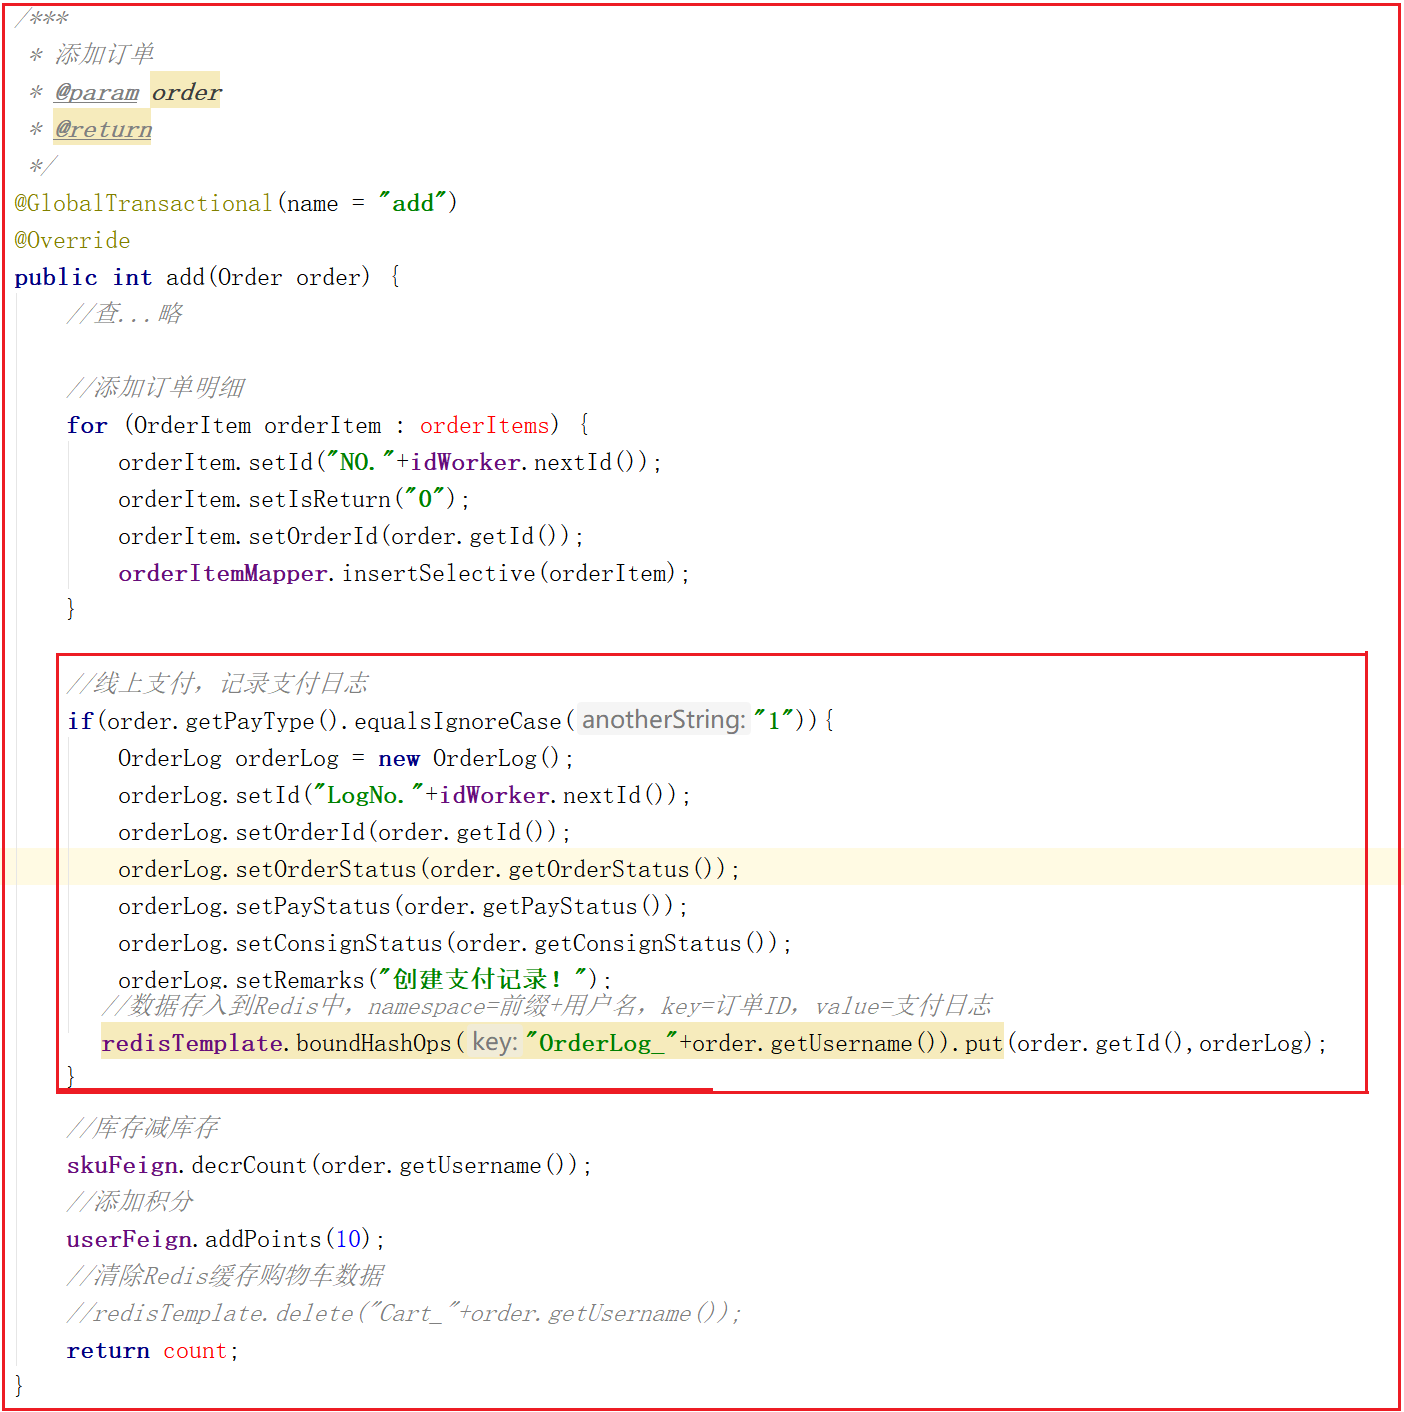 /***
 * 添加订单
 * @param order
 * @return
 */
@GlobalTransactional(name = "add")
@Override
public int add(Order order) {
    //查...略
    //添加订单明细
    for (OrderItem orderItem : orderItems) {
        orderItem.setId("NO."+idWorker.nextId());
        orderItem.setIsReturn("0");
        orderItem.setOrderId(order.getId());
        orderItemMapper.insertSelective(orderItem);
    }
    //线上支付，记录支付日志
    if(order.getPayType().equalsIgnoreCase( anotherString: "1")){
        OrderLog orderLog = new OrderLog();
        orderLog.setId("LogNo."+idWorker.nextId());
        orderLog.setOrderId(order.getId());
        orderLog.setOrderStatus(order.getOrderStatus());
        orderLog.setPayStatus(order.getPayStatus());
        orderLog.setConsignStatus(order.getConsignStatus());
        orderLog.setRemarks("创建支付记录！");
        //数据存入到Redis中，namespace=前缀+用户名，key=订单ID，value=支付日志
        redisTemplate.boundHashOps( key: "OrderLog_"+order.getUsername()).put(order.getId(),orderLog);
    }
    //库存减库存
    skuFeign.decrCount(order.getUsername());
    //添加积分
    userFeign.addPoints(10);
    //清除Redis缓存购物车数据
    //redisTemplate.delete("Cart_"+order.getUsername());
    return count;
}